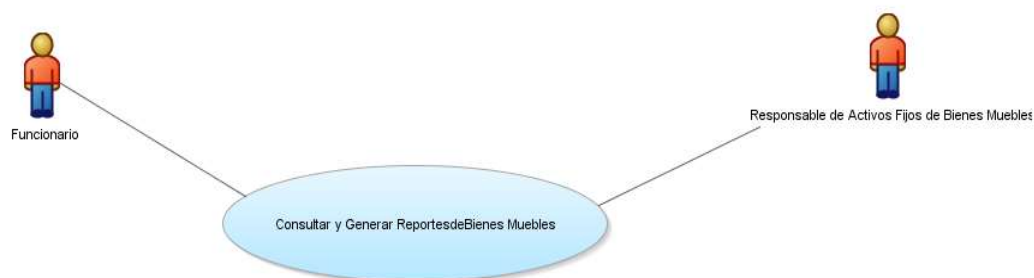 Responsable de Activos Fijos de Bienes Muebles
Funcionario
Consultar y Generar ReportesdeBienes Muebles